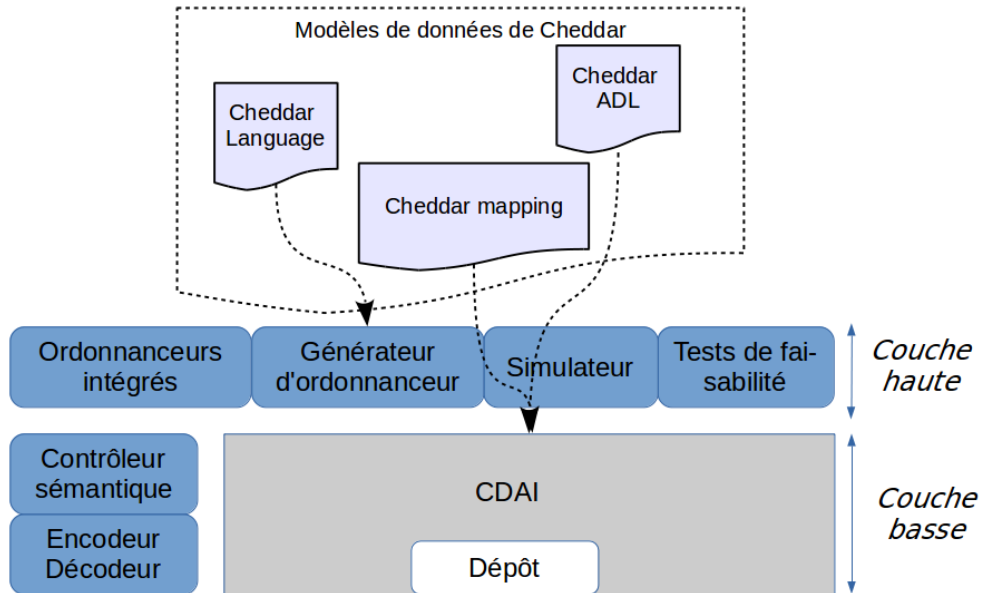 Modèles de données de Cheddar
Cheddar
ADL
Cheddar
Language
Cheddar mapping
Ordonnanceurs
intégrés
Générateur
d'ordonnanceur
Simulateur
Tests de fai-
sabilité
Couche
haute
Contrôleur
sémantique
Encodeur
Décodeur
CDAI
Dépôt
Couche
basse